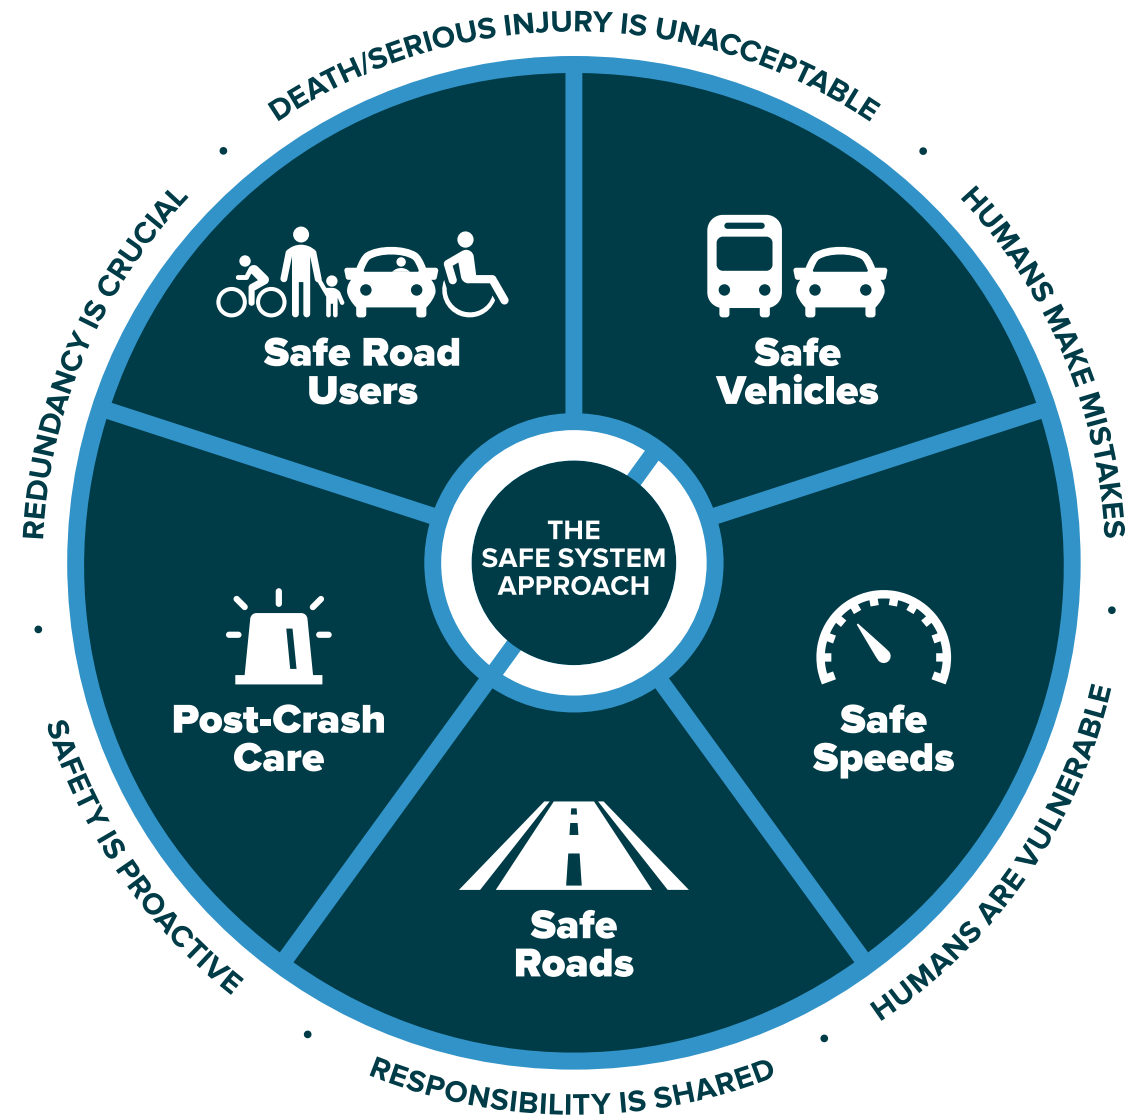 DEATH/SERIOUS INJURY IS UNACCEPTABLE
HUMANS MAKE MISTAKES
HUMANS ARE VULNERABLE
RESPONSIBILITY IS SHARED
SAFETY IS PROACTIVE
REDUNDANCY IS CRUCIAL
Safe Road
Users
Safe
Vehicles
Safe
Speeds
Safe
Roads
Post-Crash
Care
THE
SAFE SYSTEM
APPROACH